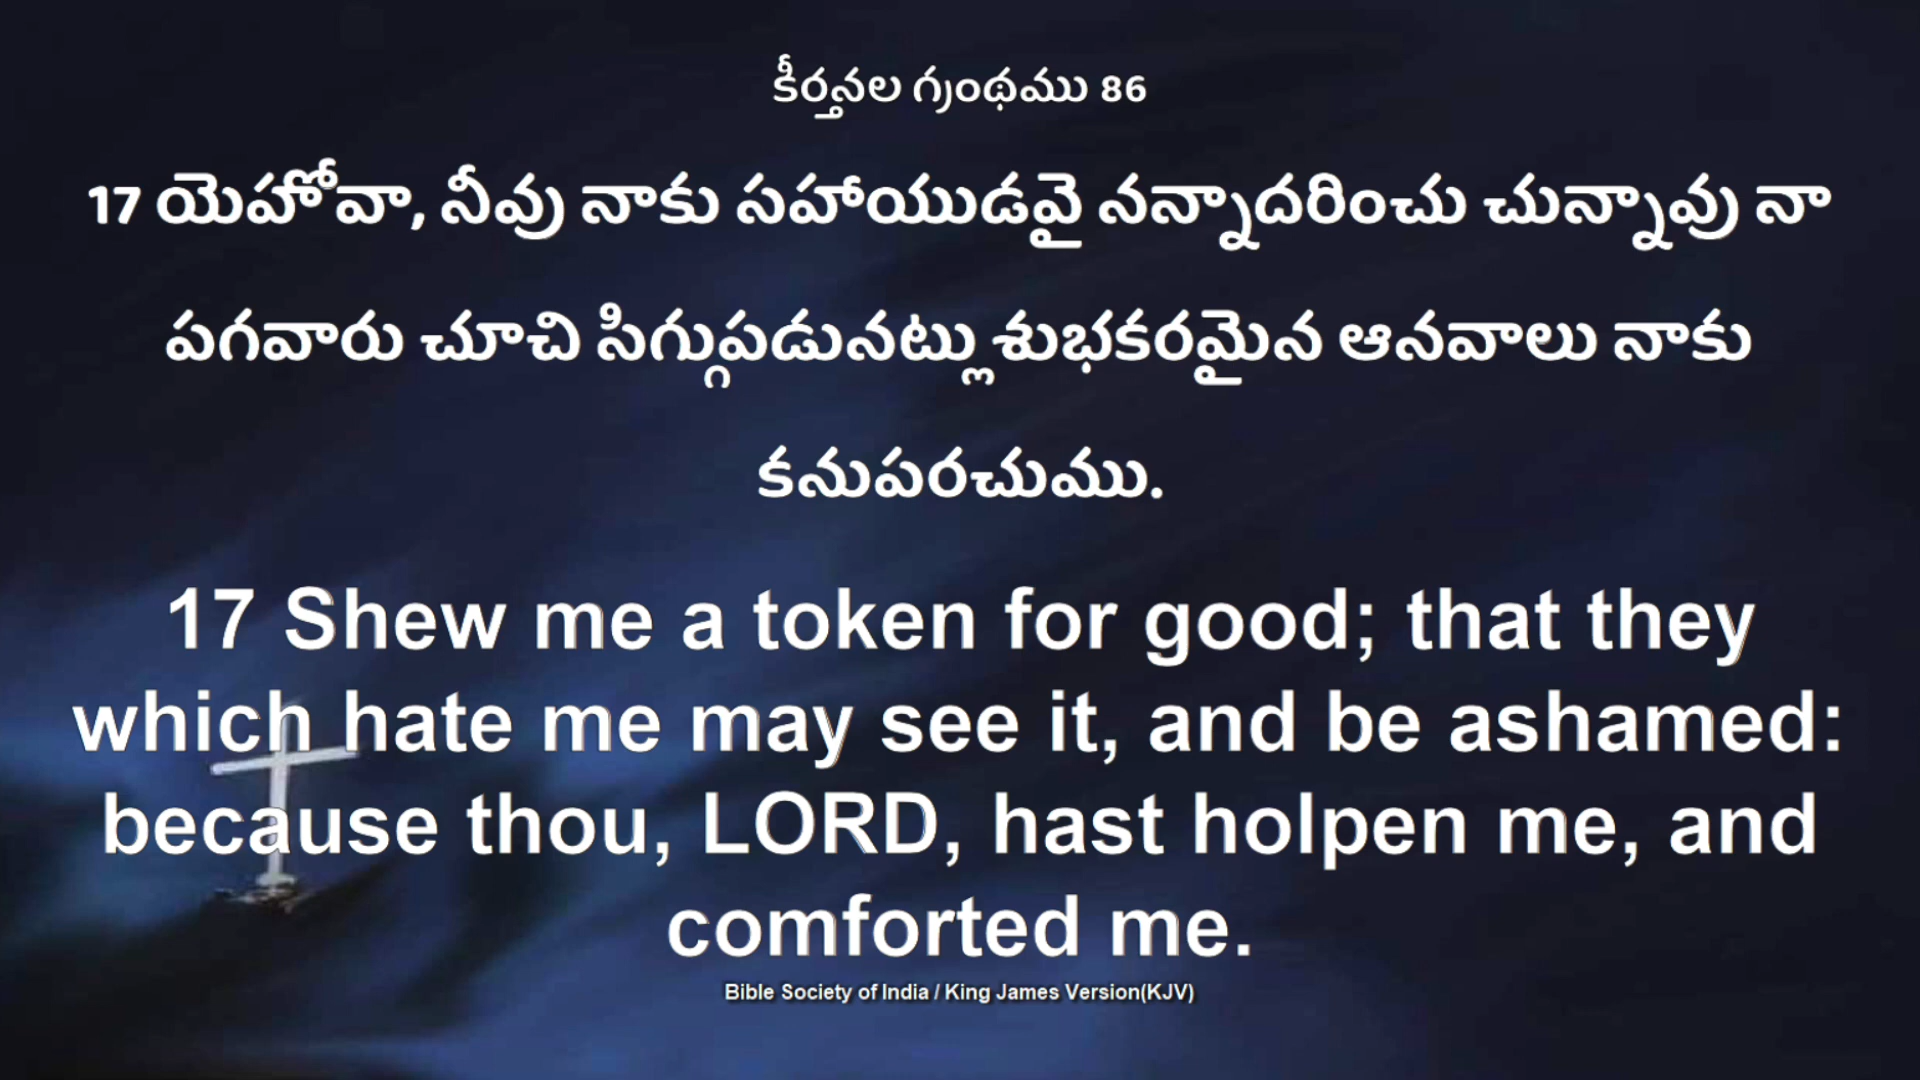 కీర్తనల గ్రంథము 86
17 యెహోవా, నీవు నాకు సహాయుడవై నన్నాదరించు చున్నావు నా
పగవారు చూచి సిగ్గుపడునట్లు శుభకరమైన ఆనవాలు నాకు
కనుపరచుము.
17 Shew me a token for good; that they
which hate me may see it, and be ashamed:
because thou, LORD, hast holpen me, and
comforted me.
Bible Society of India / King James Version(KJV)